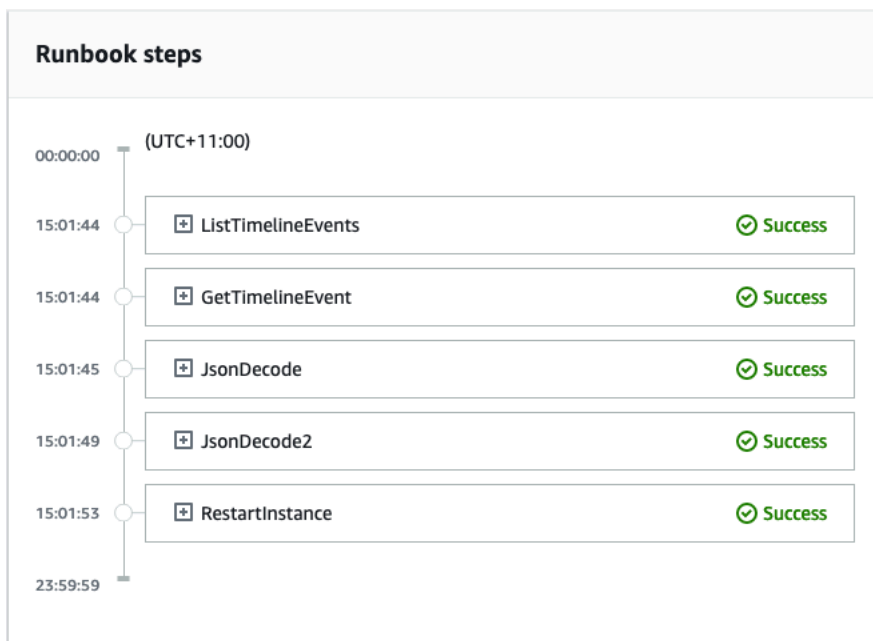 Runbook steps
(UTC+11:00)
00:00:00
15:01:44 ListTimelineEvents Success
15:01:44 GetTimelineEvent Success
15:01:45 JsonDecode Success
15:01:49 JsonDecode2 Success
15:01:53 RestartInstance Success
23:59:59